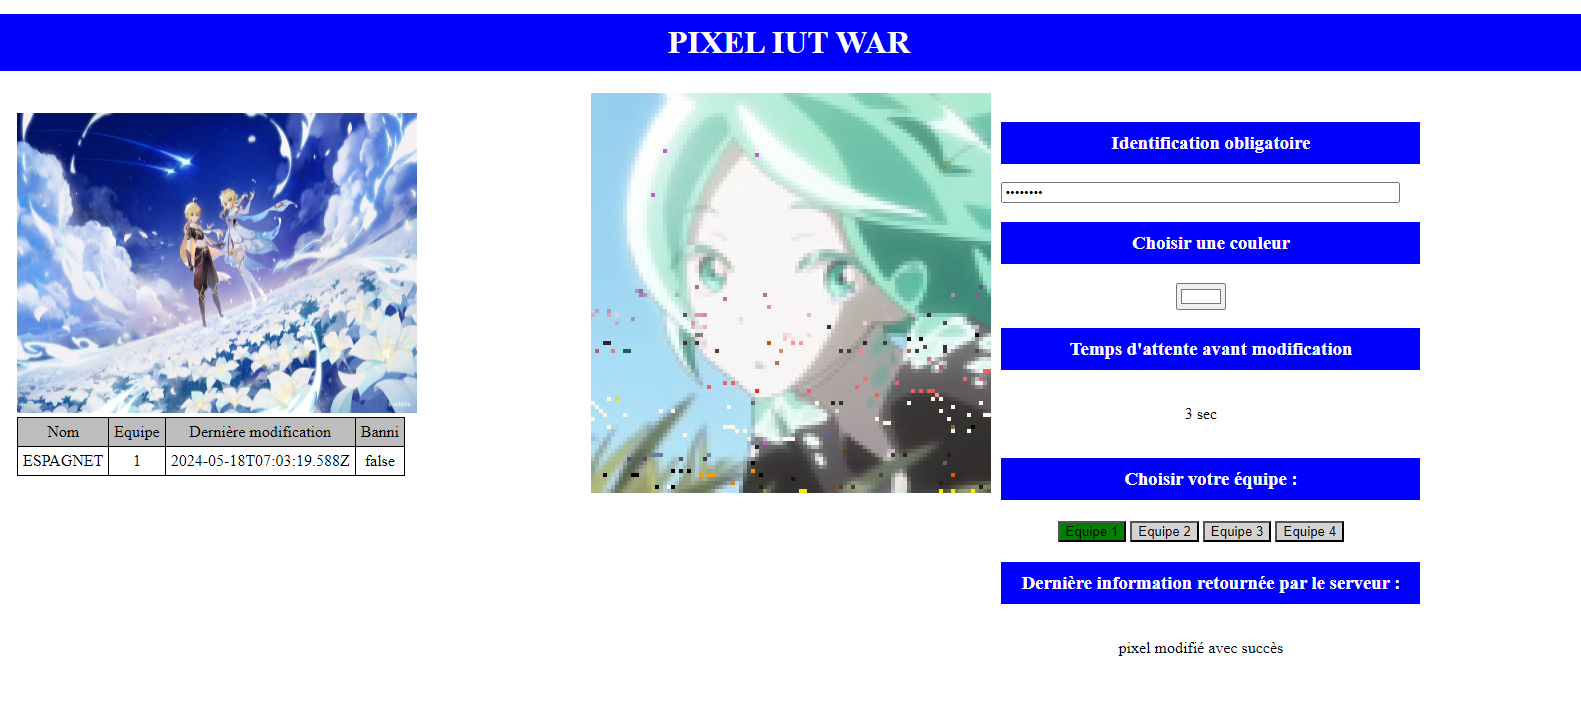 PIXEL IUT WAR
Nom Equipe Dernière modification Banni
ESPAGNET 1 2024-05-18T07:03:19.588Z false
Identification obligatoire
••••••••
Choisir une couleur
Temps d'attente avant modification
3 sec
Choisir votre équipe :
Equipe 1 Equipe 2 Equipe 3 Equipe 4
Dernière information retournée par le serveur :
pixel modifié avec succès